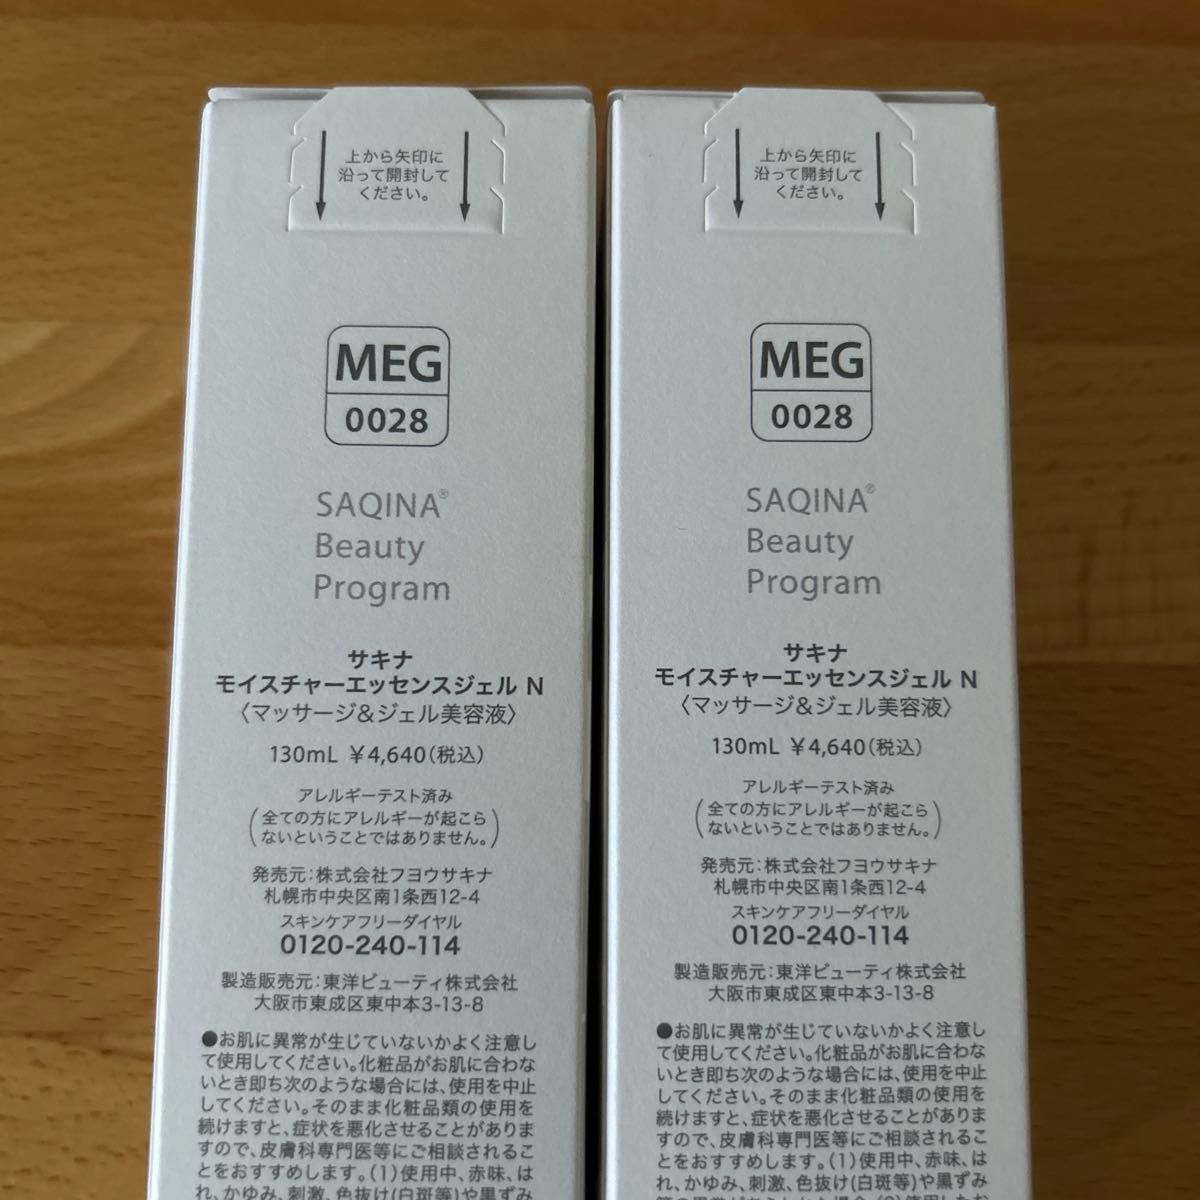 上から矢印に
沿って開封して
ください。
MEG
0028
SAQINA®
Beauty
Program
サキナ
モイスチャーエッセンスジェル N
〈マッサージ&ジェル美容液〉
130mL ¥4,640(税込)
アレルギーテスト済み
(全ての方にアレルギーが起こら
ないということではありません。)
発売元:株式会社フヨウサキナ
札幌市中央区南1条西12-4
スキンケアフリーダイヤル
0120-240-114
製造販売元:東洋ビューティ株式会社
大阪市東成区東中本3-13-8
●お肌に異常が生じていないかよく注意し
て使用してください。化粧品がお肌に合わな
いとき即ち次のような場合には、使用を中止
してください。そのまま化粧品類の使用を
続けますと、症状を悪化させることがありま
すので、皮膚科専門医等にご相談されるこ
とをおすすめします。(1)使用中、赤味、は
れ、かゆみ、刺激、色抜け(白斑等)や黒ずみ
上から矢印に
沿って開封して
ください。
MEG
0028
SAQINA®
Beauty
Program
サキナ
モイスチャーエッセンスジェル N
〈マッサージ&ジェル美容液〉
130mL ¥4,640(税込)
アレルギーテスト済み
(全ての方にアレルギーが起こら
ないということではありません。)
発売元:株式会社フヨウサキナ
札幌市中央区南1条西12-4
スキンケアフリーダイヤル
0120-240-114
製造販売元:東洋ビューティ株式会社
大阪市東成区東中本3-13-8
●お肌に異常が生じていないかよく注意し
て使用してください。化粧品がお肌に合わな
いとき即ち次のような場合には、使用を中止
してください。そのまま化粧品類の使用を
続けますと、症状を悪化させることがありま
すので、皮膚科専門医等にご相談されるこ
とをおすすめします。(1)使用中、赤味、は
れ、かゆみ、刺激、色抜け(白斑等)や黒ずみ